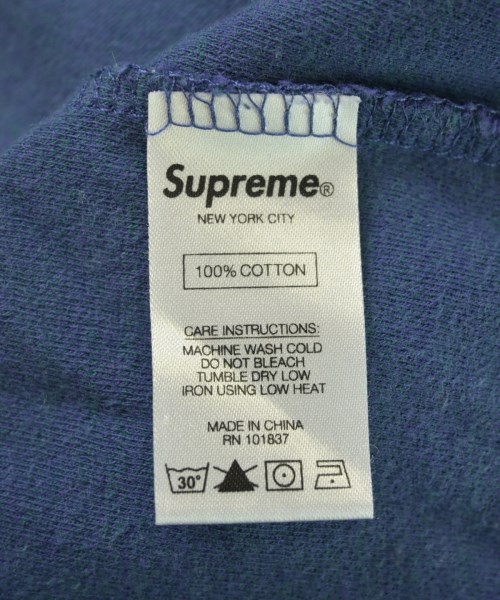 Supreme®
NEW YORK CITY
100% COTTON
CARE INSTRUCTIONS:
MACHINE WASH COLD
DO NOT BLEACH
TUMBLE DRY LOW
IRON USING LOW HEAT
MADE IN CHINA
RN 101837
30°